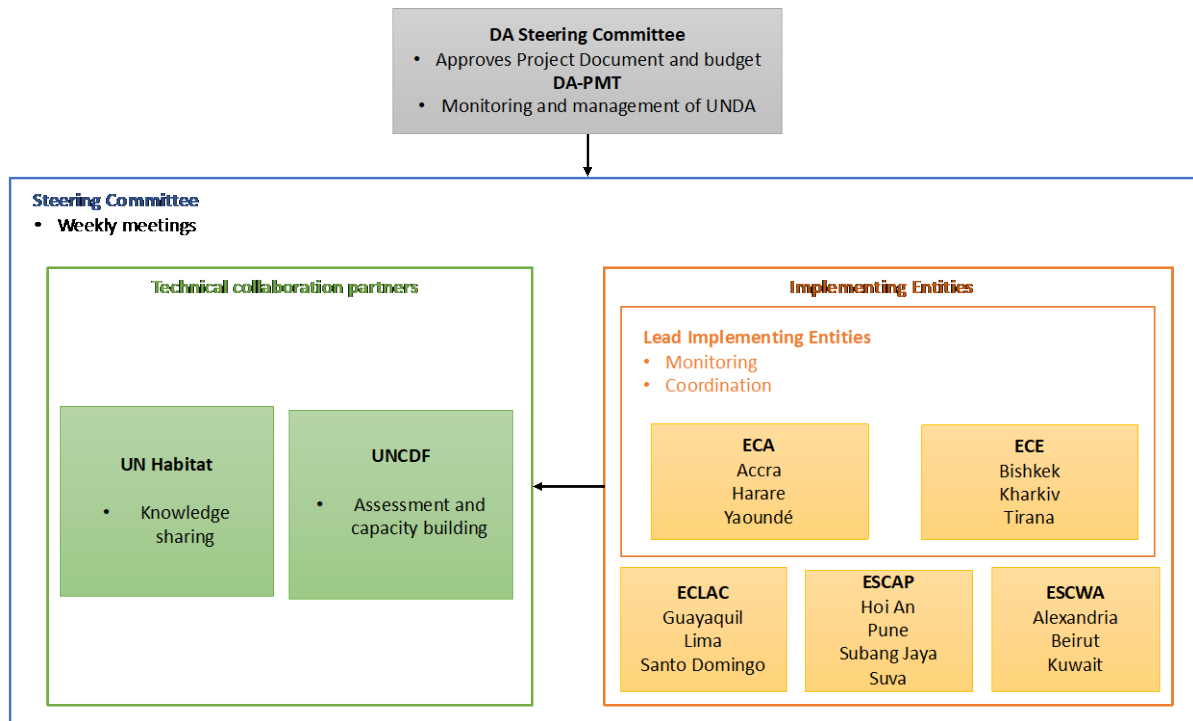 DA Steering Committee
• Approves Project Document and budget
DA-PMT
• Monitoring and management of UNDA
Steering Committee
• Weekly meetings
Technical collaboration partners
UN Habitat
• Knowledge
sharing
UNCDF
• Assessment and
capacity building
Implementing Entities
Lead Implementing Entities
• Monitoring
• Coordination
ECA
Accra
Harare
Yaoundé
ECE
Bishkek
Kharkiv
Tirana
ECLAC
Guayaquil
Lima
Santo Domingo
ESCAP
Hoi An
Pune
Subang Jaya
Suva
ESCWA
Alexandria
Beirut
Kuwait